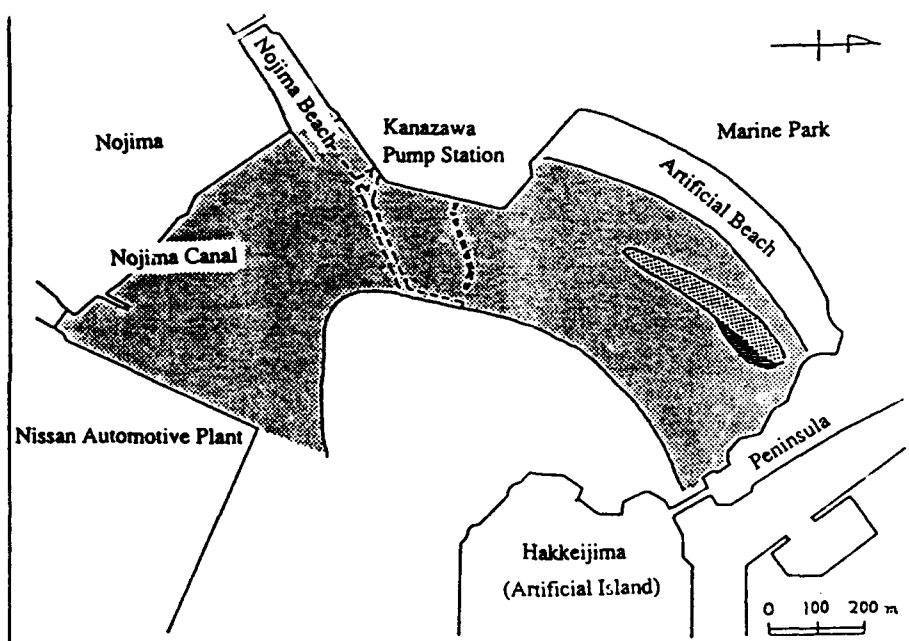 Nojima Beach
Nojima
Kanazawa
Pump Station
Marine Park
Artificial Beach
Nojima Canal
Nissan Automotive Plant
Peninsula
Hakkeijima
(Artificial Island)
0 100 200 m